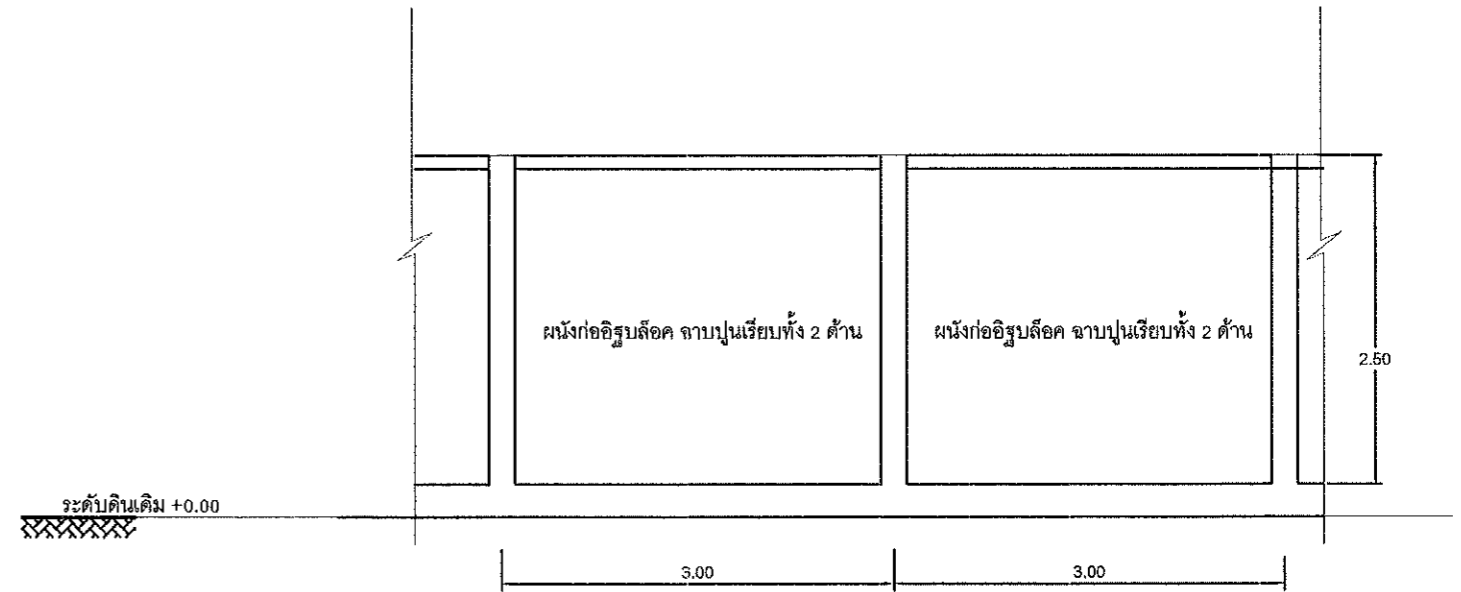 ผนังก่ออิฐบล๊อค ฉาบปูนเรียบทั้ง 2 ด้าน
ผนังก่ออิฐบล๊อค ฉาบปูนเรียบทั้ง 2 ด้าน
2.50
ระดับดินเดิม +0.00
3.00
3.00